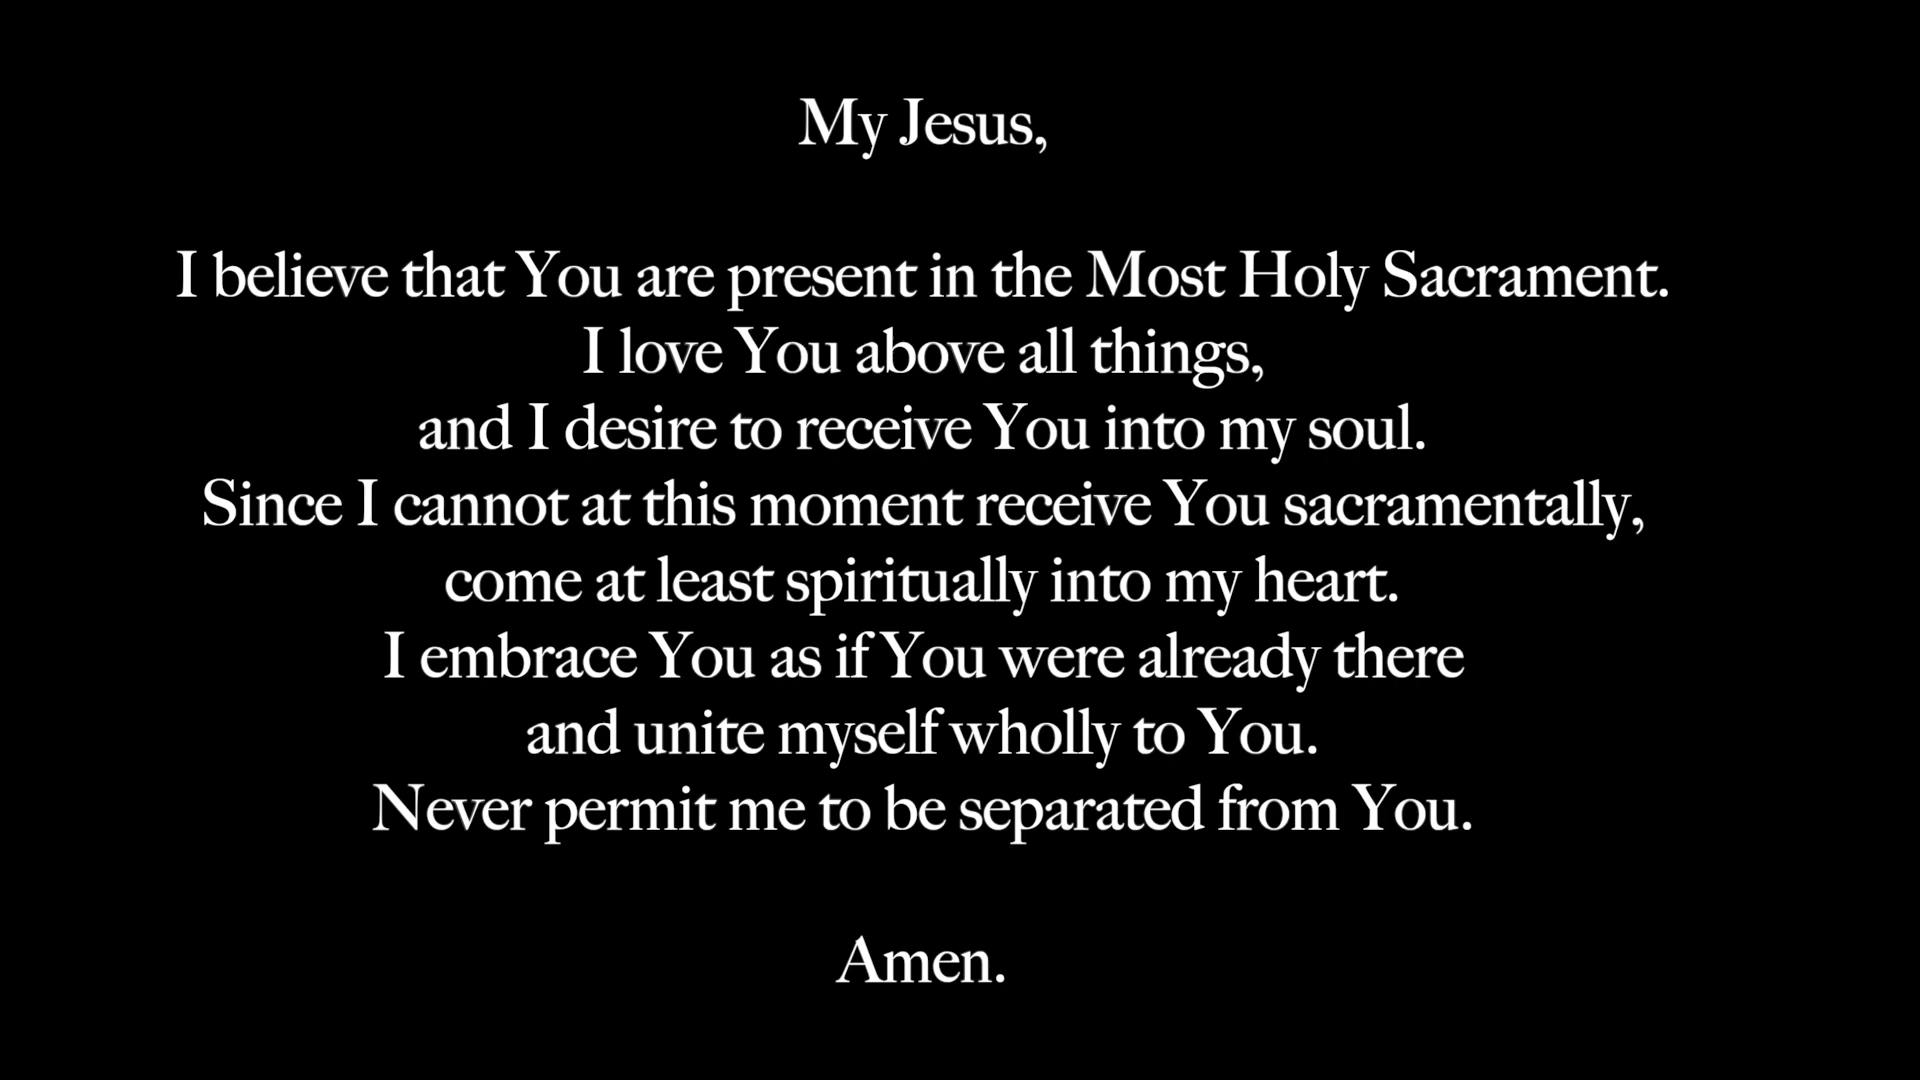 My Jesus,
I believe that You are present in the Most Holy Sacrament.
I love You above all things,
and I desire to receive You into my soul.
Since I cannot at this moment receive You sacramentally,
come at least spiritually into my heart.
I embrace You as if You were already there
and unite myself wholly to You.
Never permit me to be separated from You.
Amen.